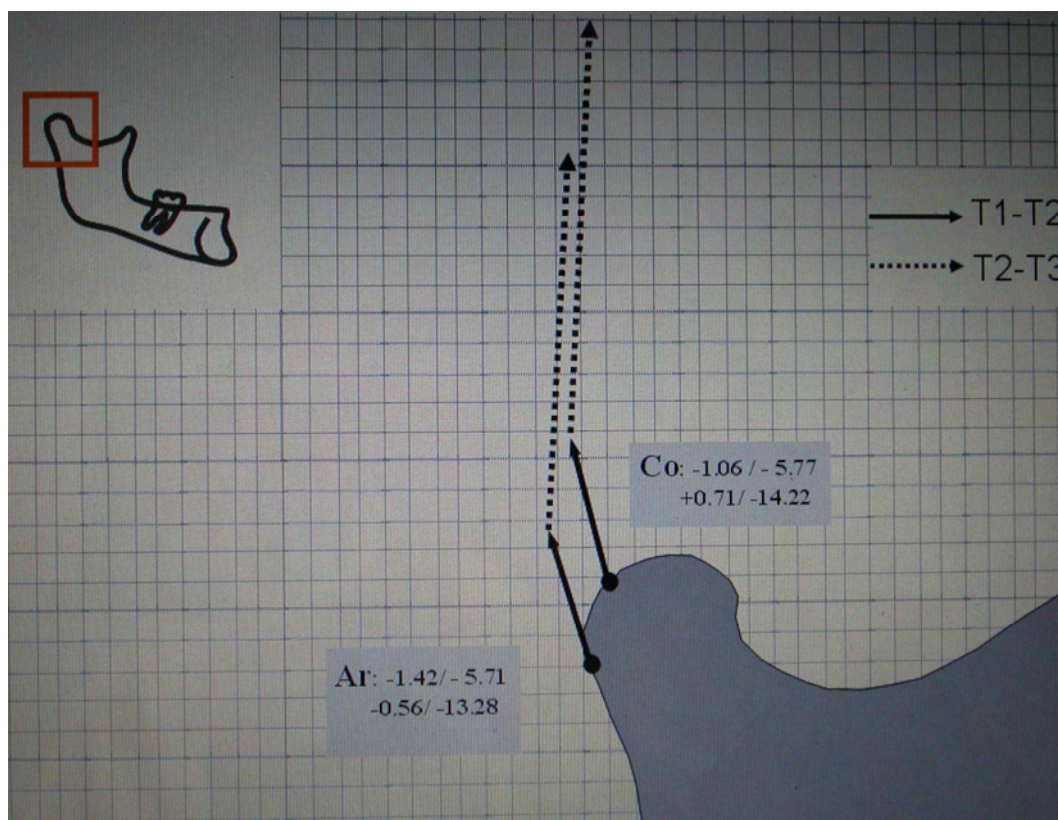 T1-T2
T2-T3
Co: -1.06 / - 5.77
+0.71/ -14.22
Ar: -1.42/ - 5.71
-0.56/ -13.28